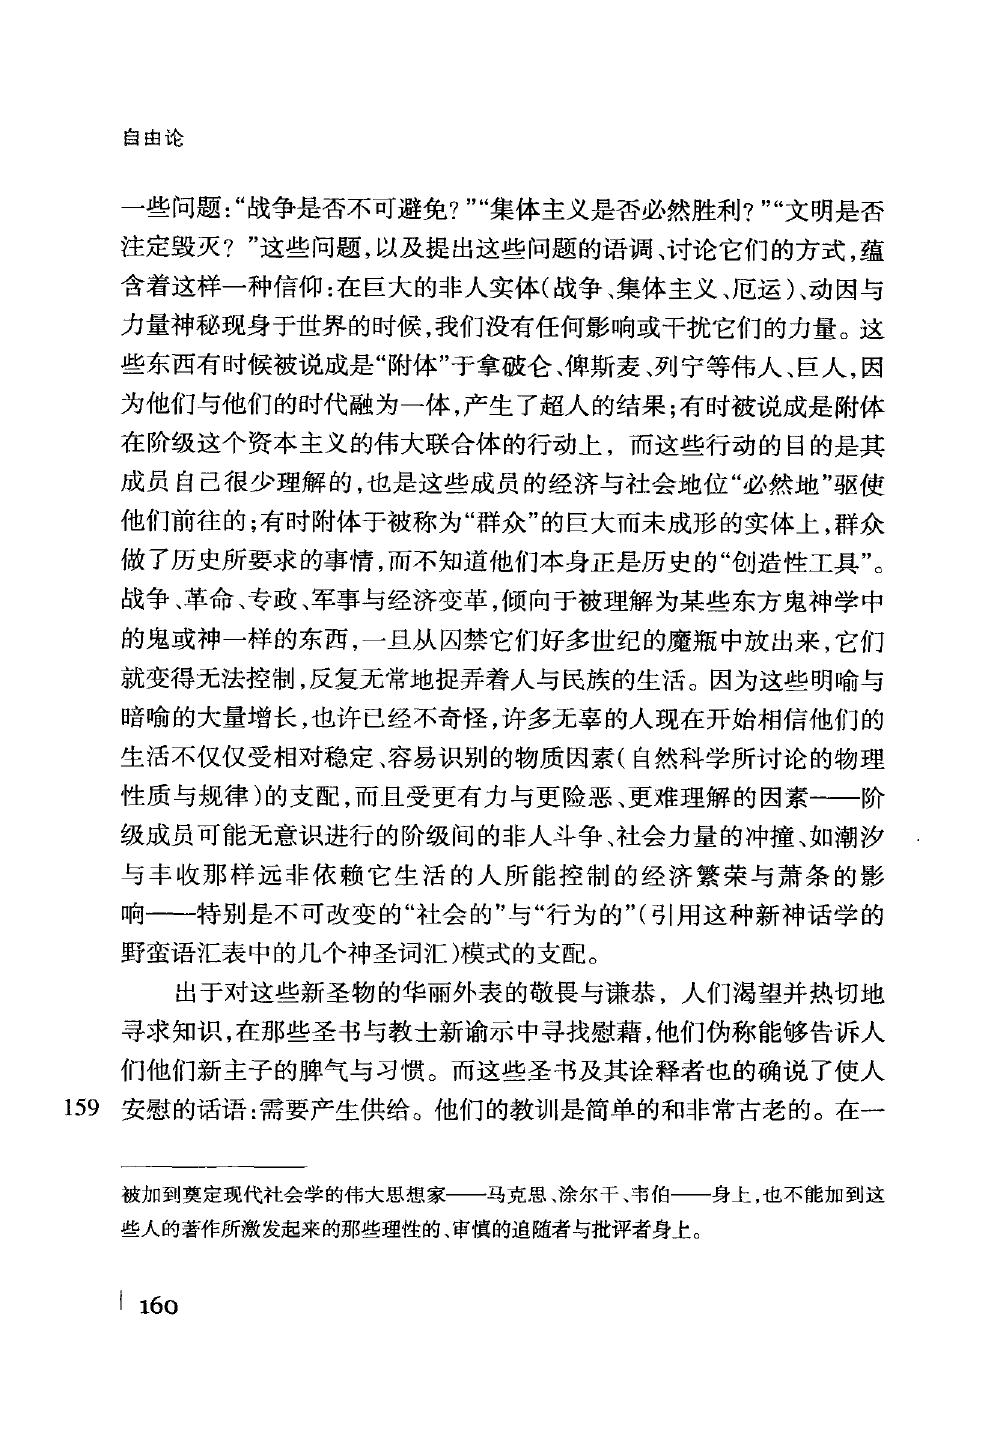 自由论
一些问题：“战争是否不可避免？”“集体主义是否必然胜利？”“文明是否
注定毁灭？”这些问题，以及提出这些问题的语调、讨论它们的方式，蕴
含着这样一种信仰：在巨大的非人实体（战争、集体主义、厄运）、动因与
力量神秘现身于世界的时候，我们没有任何影响或干扰它们的力量。这
些东西有时候被说成是“附体”于拿破仑、俾斯麦、列宁等伟人、巨人，因
为他们与他们的时代融为一体，产生了超人的结果；有时被说成是附体
在阶级这个资本主义的伟大联合体的行动上，而这些行动的目的是其
成员自己很少理解的，也是这些成员的经济与社会地位“必然地”驱使
他们前往的；有时附体于被称为“群众”的巨大而未成形的实体上，群众
做了历史所要求的事情，而不知道他们本身正是历史的“创造性工具”。
战争、革命、专政、军事与经济变革，倾向于被理解为某些东方鬼神学中
的鬼或神一样的东西，一旦从囚禁它们好多世纪的魔瓶中放出来，它们
就变得无法控制，反复无常地捉弄着人与民族的生活。因为这些明喻与
暗喻的大量增长，也许已经不奇怪，许多无辜的人现在开始相信他们的
生活不仅仅受相对稳定、容易识别的物质因素（自然科学所讨论的物理
性质与规律）的支配，而且受更有力与更险恶、更难理解的因素——阶
级成员可能无意识进行的阶级间的非人斗争、社会力量的冲撞、如潮汐
与丰收那样远非依赖它生活的人所能控制的经济繁荣与萧条的影
响——特别是不可改变的“社会的”与“行为的”（引用这种新神话学的
野蛮语汇表中的几个神圣词汇）模式的支配。
出于对这些新圣物的华丽外表的敬畏与谦恭，人们渴望并热切地
寻求知识，在那些圣书与教士新谕示中寻找慰藉，他们伪称能够告诉人
们他们新主子的脾气与习惯。而这些圣书及其诠释者也的确说了使人
159 安慰的话语：需要产生供给。他们的教训是简单的和非常古老的。在一
被加到奠定现代社会学的伟大思想家——马克思、涂尔干、韦伯——身上，也不能加到这
些人的著作所激发起来的那些理性的、审慎的追随者与批评者身上。
160